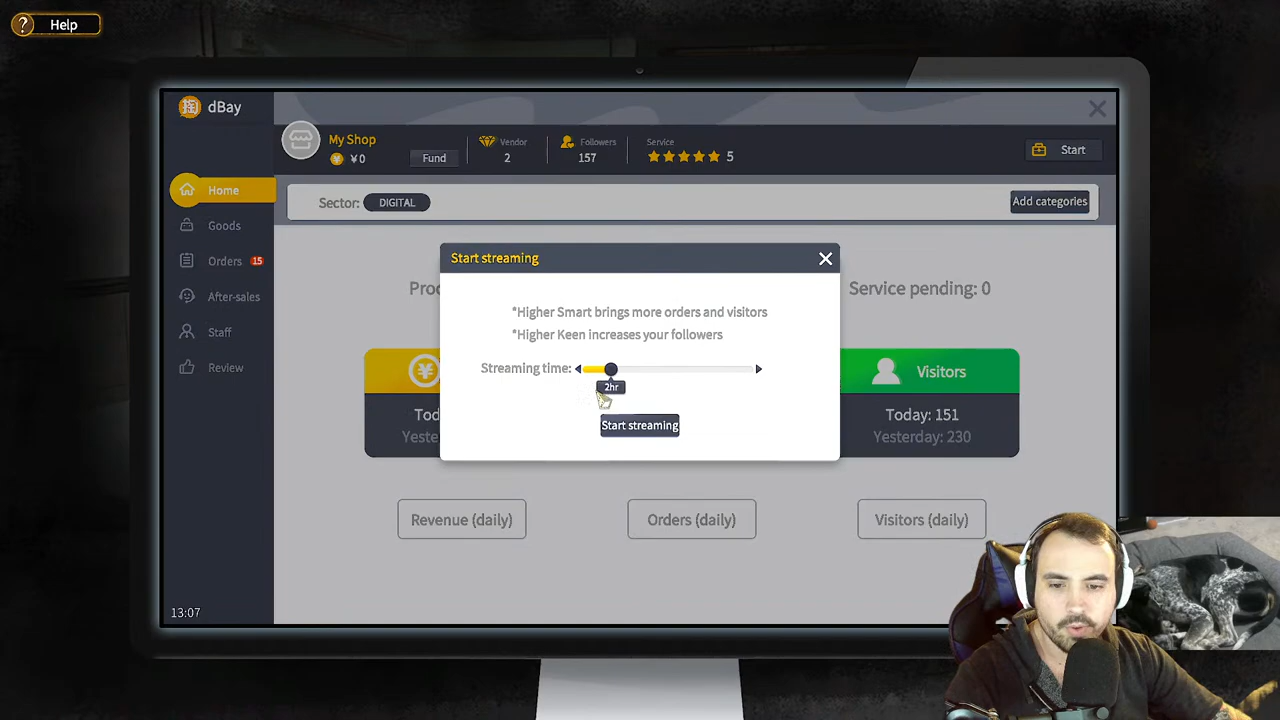 ? Help
掏 dBay
My Shop
¥ ¥0
Fund
Vendor
2
Followers
157
Service
5
Start
Home
Goods
Orders 15
After-sales
Staff
Review
Sector: DIGITAL
Add categories
Start streaming
Service pending: 0
*Higher Smart brings more orders and visitors
*Higher Keen increases your followers
Streaming time:
2hr
Start streaming
¥
Visitors
Today: 151
Yesterday: 230
Revenue (daily)
Orders (daily)
Visitors (daily)
13:07